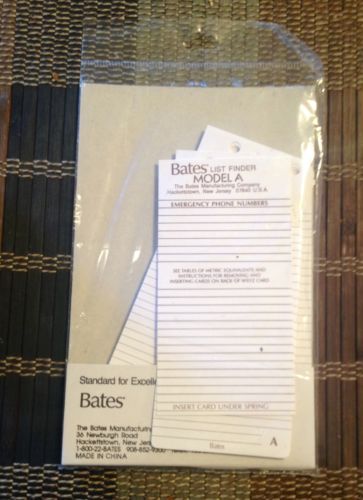 Bates LIST FINDER
MODEL A
The Bates Manufacturing Company
Hackettstown, New Jersey 07840 U.S.A
EMERGENCY PHONE NUMBERS
SEE TABLES OF METRIC EQUIVALENTS AND
INSTRUCTIONS FOR REMOVING AND
INSERTING CARDS ON BACK OF WHITE CARD
INSERT CARD UNDER SPRING
Bates
A
Standard for Excelle
Bates
The Bates Manufacturin
36 Newburgh Road
Hackettstown, New Jers
1-800-22-BATES 908-852-9300
MADE IN CHINA